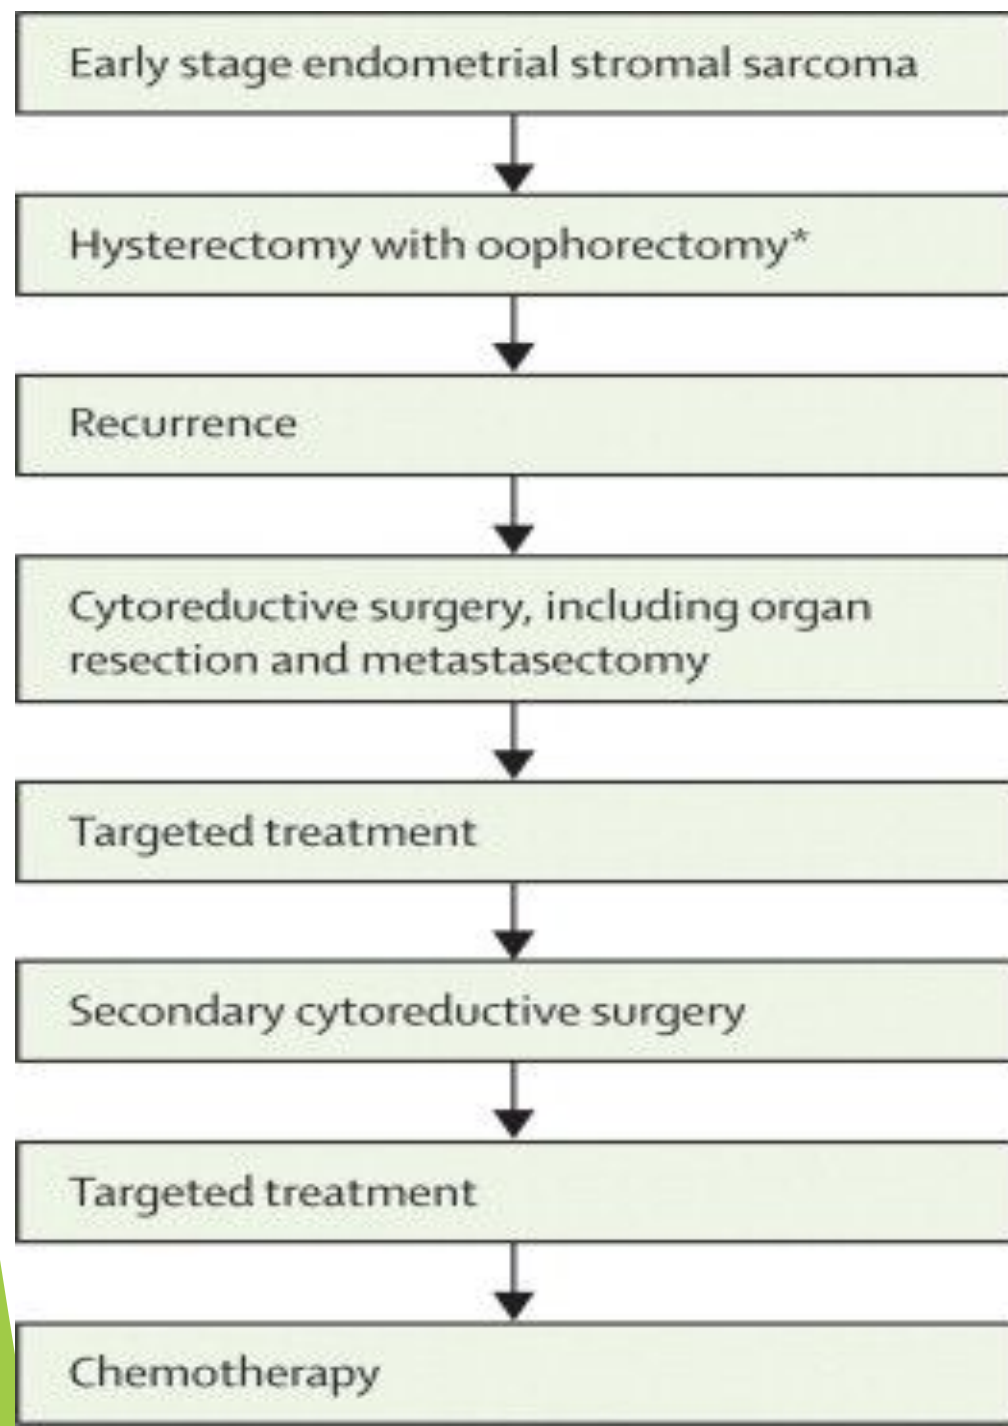 Early stage endometrial stromal sarcoma
Hysterectomy with oophorectomy*
Recurrence
Cytoreductive surgery, including organ
resection and metastasectomy
Targeted treatment
Secondary cytoreductive surgery
Targeted treatment
Chemotherapy